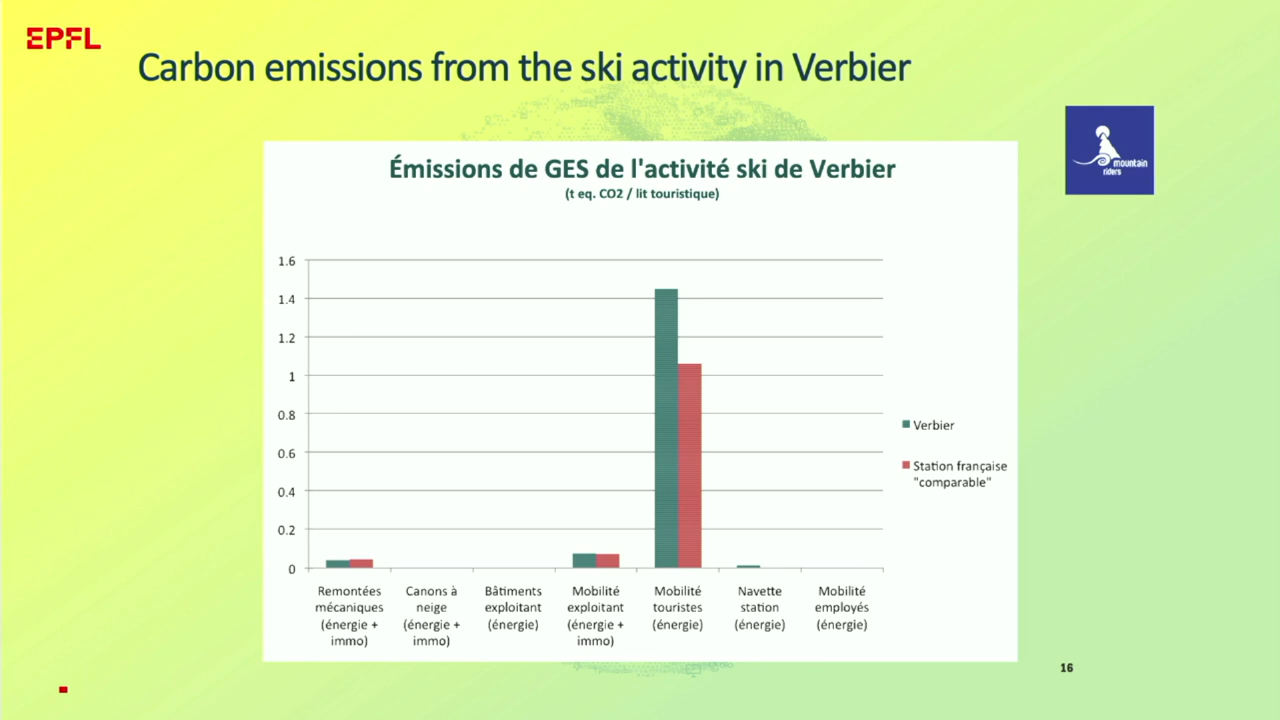 EPFL
Carbon emissions from the ski activity in Verbier
mountain
riders
Émissions de GES de l'activité ski de Verbier
(t eq. CO2 / lit touristique)
1.6
1.4
1.2
1
0.8
0.6
0.4
0.2
0
Verbier
Station française
"comparable"
Remontées
mécaniques
(énergie +
immo)
Canons à
neige
(énergie +
immo)
Bâtiments
exploitant
(énergie)
Mobilité
exploitant
(énergie +
immo)
Mobilité
touristes
(énergie)
Navette
station
(énergie)
Mobilité
employés
(énergie)
16